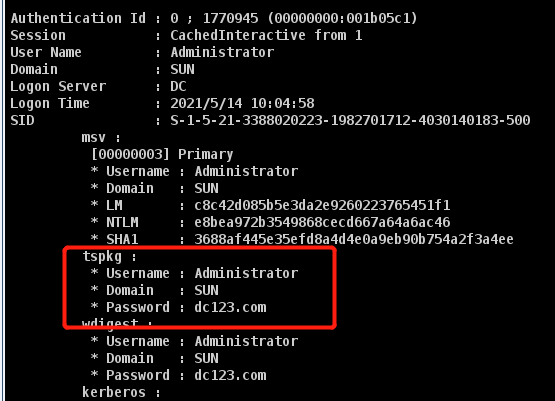 Authentication Id : 0 ; 1770945 (00000000:001b05c1)
Session           : CachedInteractive from 1
User Name         : Administrator
Domain            : SUN
Logon Server      : DC
Logon Time        : 2021/5/14 10:04:58
SID               : S-1-5-21-3388020223-1982701712-4030140183-500
msv :
[00000003] Primary
* Username : Administrator
* Domain   : SUN
* LM       : c8c42d085b5e3da2e9260223765451f1
* NTLM     : e8bea972b3549868cecd667a64a6ac46
* SHA1     : 3688af445e35efd8a4d4e0a9eb90b754a2f3a4ee
tspkg :
* Username : Administrator
* Domain   : SUN
* Password : dc123.com
wdigest :
* Username : Administrator
* Domain   : SUN
* Password : dc123.com
kerberos :